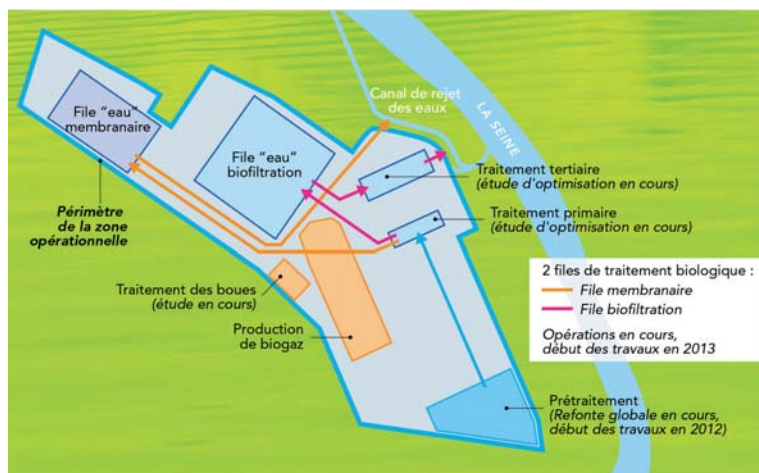 File "eau"
membranaire
File "eau"
biofiltration
Canal de rejet
des eaux
LA SEINE
Traitement tertiaire
(étude d'optimisation en cours)
Traitement primaire
(étude d'optimisation en cours)
Périmètre
de la zone
opérationnelle
Traitement des boues
(étude en cours)
Production
de biogaz
2 files de traitement biologique :
File membranaire
File biofiltration
Opérations en cours,
début des travaux en 2013
Prétraitement
(Refonte globale en cours,
début des travaux en 2012)